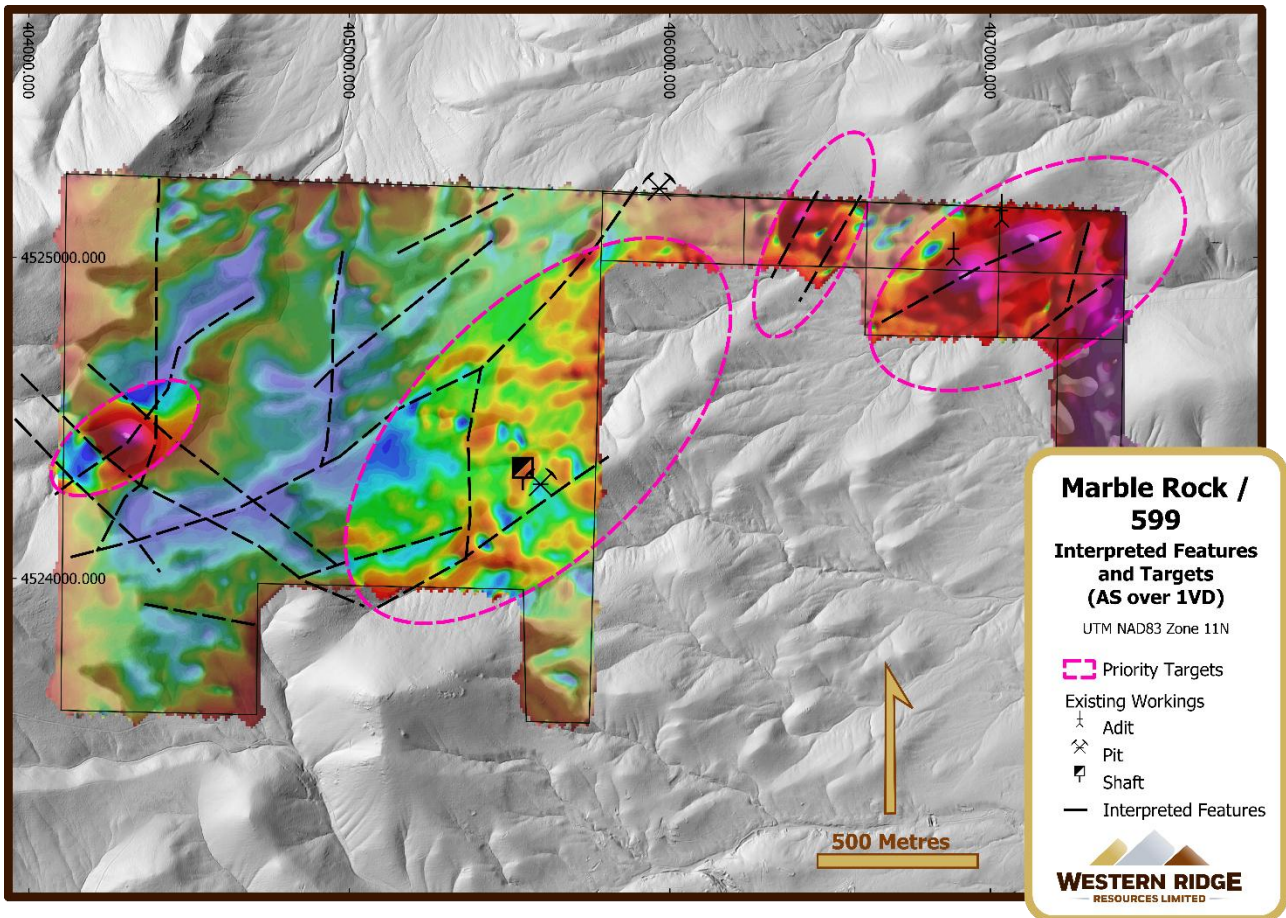 404000.000
405000.000
406000.000
407000.000
4525000.000
4524000.000
500 Metres
Marble Rock /
599
Interpreted Features
and Targets
(AS over 1VD)
UTM NAD83 Zone 11N
Priority Targets
Existing Workings
Adit
Pit
Shaft
Interpreted Features
WESTERN RIDGE
RESOURCES LIMITED